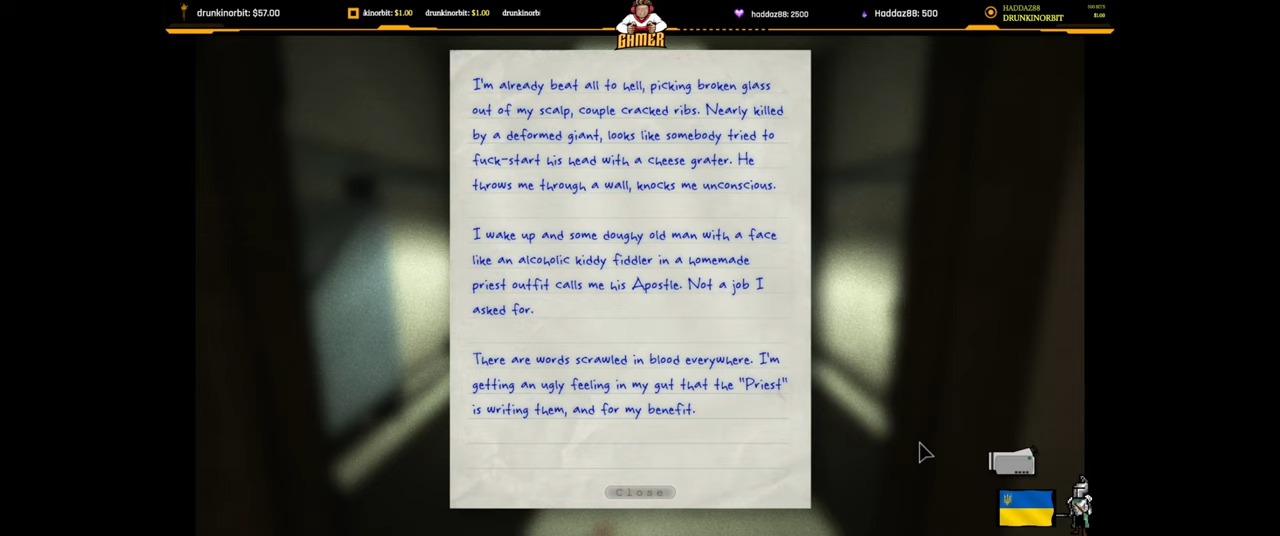 drunkinorbit: $57.00
kinorbit: $1.00 drunkinorbit: $1.00 drunkinorbi
GAMER
haddaz88: 2500
Haddaz88: 500
HADDAZ88
DRUNKINORBIT
500 BITS
$1.00
I'm already beat all to hell, picking broken glass
out of my scalp, couple cracked ribs. Nearly killed
by a deformed giant, looks like somebody tried to
fuck-start his head with a cheese grater. He
throws me through a wall, knocks me unconscious.
I wake up and some doughy old man with a face
like an alcoholic kiddy fiddler in a homemade
priest outfit calls me his Apostle. Not a job I
asked for.
There are words scrawled in blood everywhere. I'm
getting an ugly feeling in my gut that the "Priest"
is writing them, and for my benefit.
Close